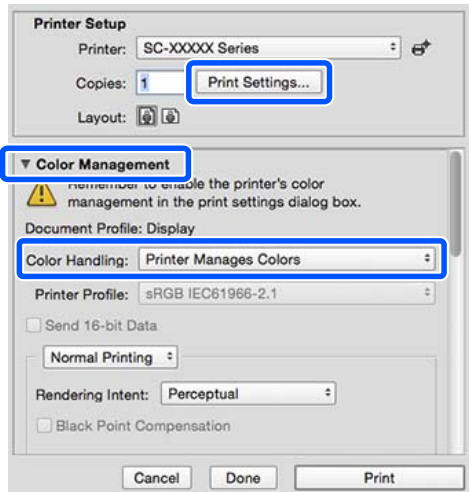 Printer Setup
Printer: SC-XXXXX Series
Copies: 1 Print Settings...
Layout:
Color Management
Remember to enable the printer's color
management in the print settings dialog box.
Document Profile: Display
Color Handling: Printer Manages Colors
Printer Profile: sRGB IEC61966-2.1
Send 16-bit Data
Normal Printing
Rendering Intent: Perceptual
Black Point Compensation
Cancel Done Print